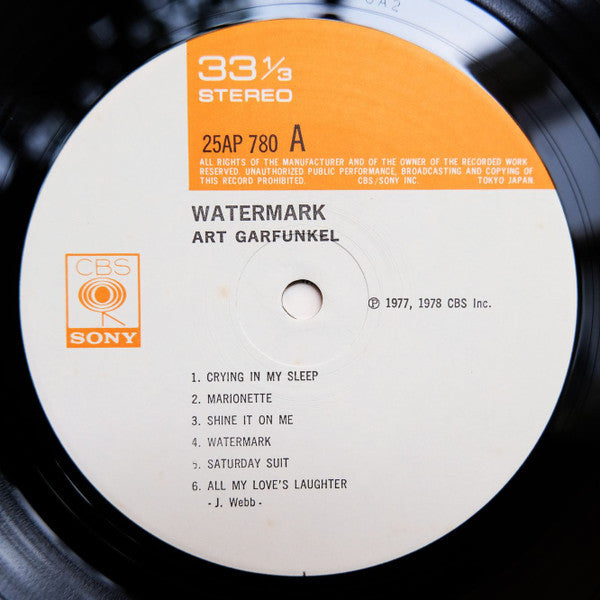 33 1/3
STEREO
25AP 780 A
ALL RIGHTS OF THE MANUFACTURER AND OF THE OWNER OF THE RECORDED WORK
RESERVED. UNAUTHORIZED PUBLIC PERFORMANCE, BROADCASTING AND COPYING OF
THIS RECORD PROHIBITED. CBS/SONY INC. TOKYO JAPAN.
WATERMARK
ART GARFUNKEL
CBS
SONY
℗ 1977, 1978 CBS Inc.
1. CRYING IN MY SLEEP
2. MARIONETTE
3. SHINE IT ON ME
4. WATERMARK
5. SATURDAY SUIT
6. ALL MY LOVE'S LAUGHTER
- J. Webb -